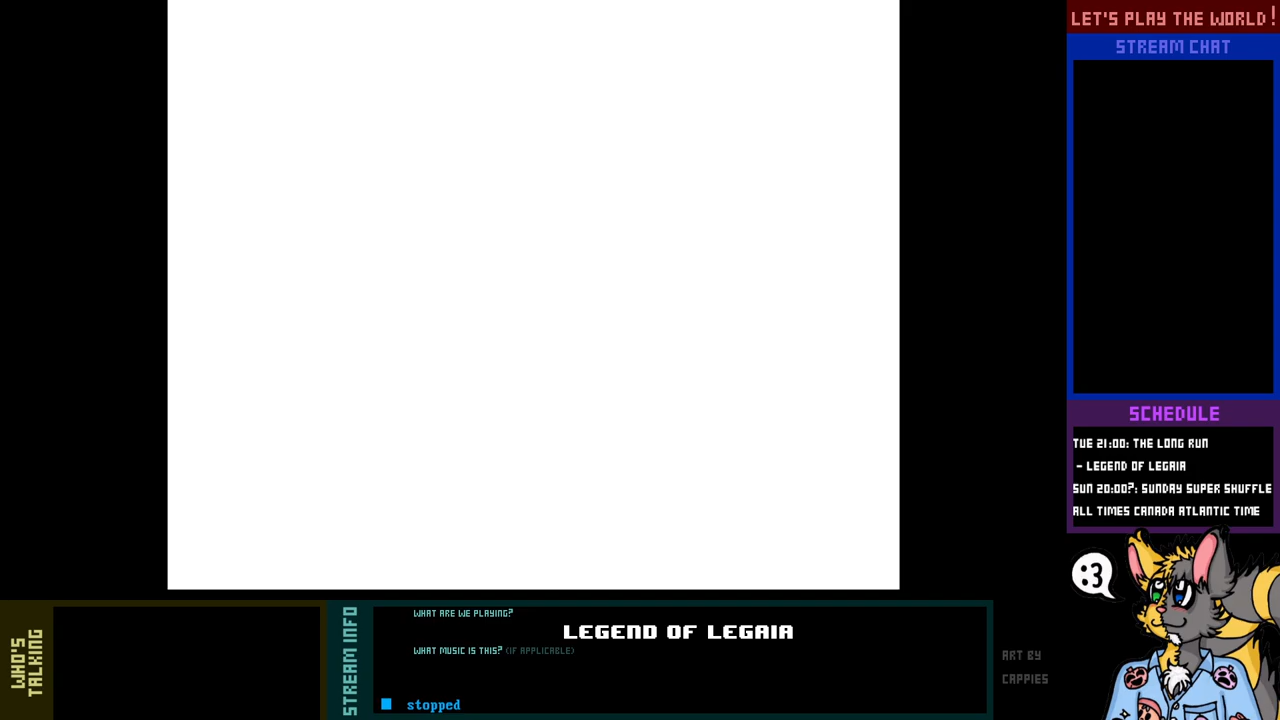 LET'S PLAY THE WORLD!
STREAM CHAT
SCHEDULE
TUE 21:00: THE LONG RUN
- LEGEND OF LEGAIA
SUN 20:00?: SUNDAY SUPER SHUFFLE
ALL TIMES CANADA ATLANTIC TIME
:3
WHO'S
TALKING
STREAM INFO
WHAT ARE WE PLAYING?
LEGEND OF LEGAIA
WHAT MUSIC IS THIS? (IF APPLICABLE)
stopped
ART BY
CAPPIES